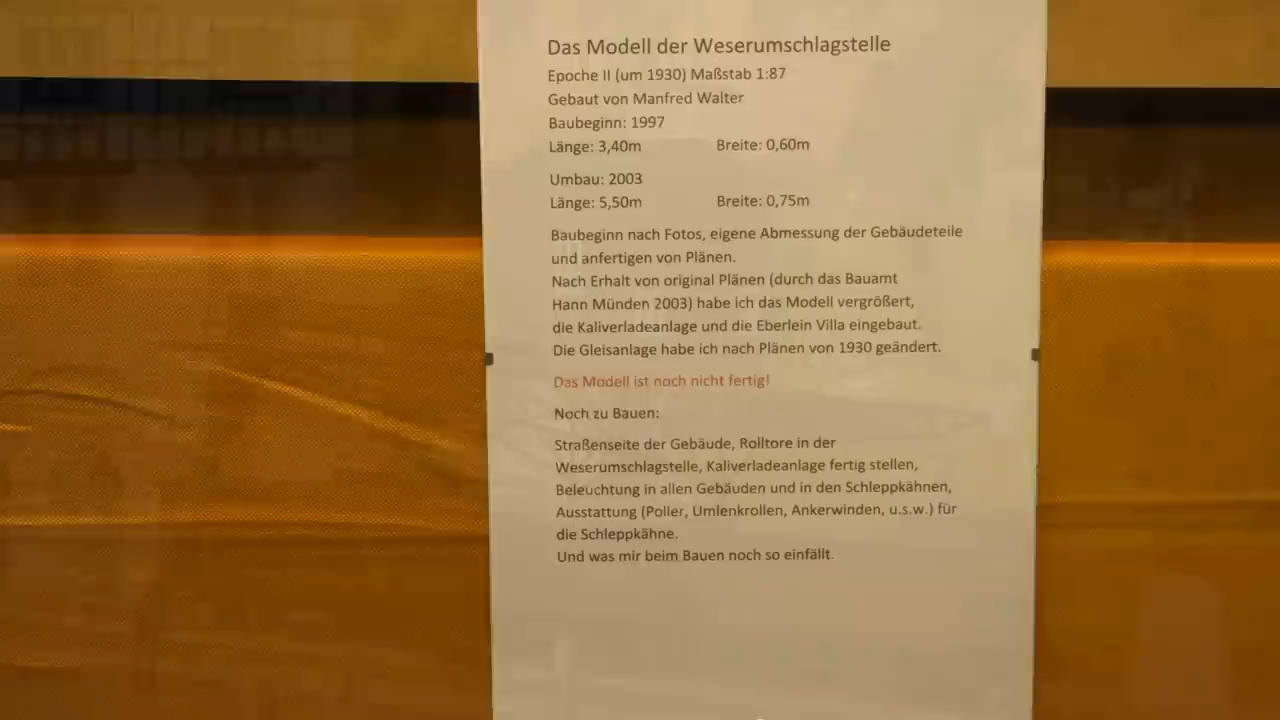 Das Modell der Weserumschlagstelle
Epoche II (um 1930) Maßstab 1:87
Gebaut von Manfred Walter
Baubeginn: 1997
Länge: 3,40m Breite: 0,60m
Umbau: 2003
Länge: 5,50m Breite: 0,75m
Baubeginn nach Fotos, eigene Abmessung der Gebäudeteile
und anfertigen von Plänen.
Nach Erhalt von original Plänen (durch das Bauamt
Hann Münden 2003) habe ich das Modell vergrößert,
die Kaliverladeanlage und die Eberlein Villa eingebaut.
Die Gleisanlage habe ich nach Plänen von 1930 geändert.
Das Modell ist noch nicht fertig!
Noch zu Bauen:
Straßenseite der Gebäude, Rolltore in der
Weserumschlagstelle, Kaliverladeanlage fertig stellen,
Beleuchtung in allen Gebäuden und in den Schleppkähnen,
Ausstattung (Poller, Umlenkrollen, Ankerwinden, u.s.w.) für
die Schleppkähne.
Und was mir beim Bauen noch so einfällt.